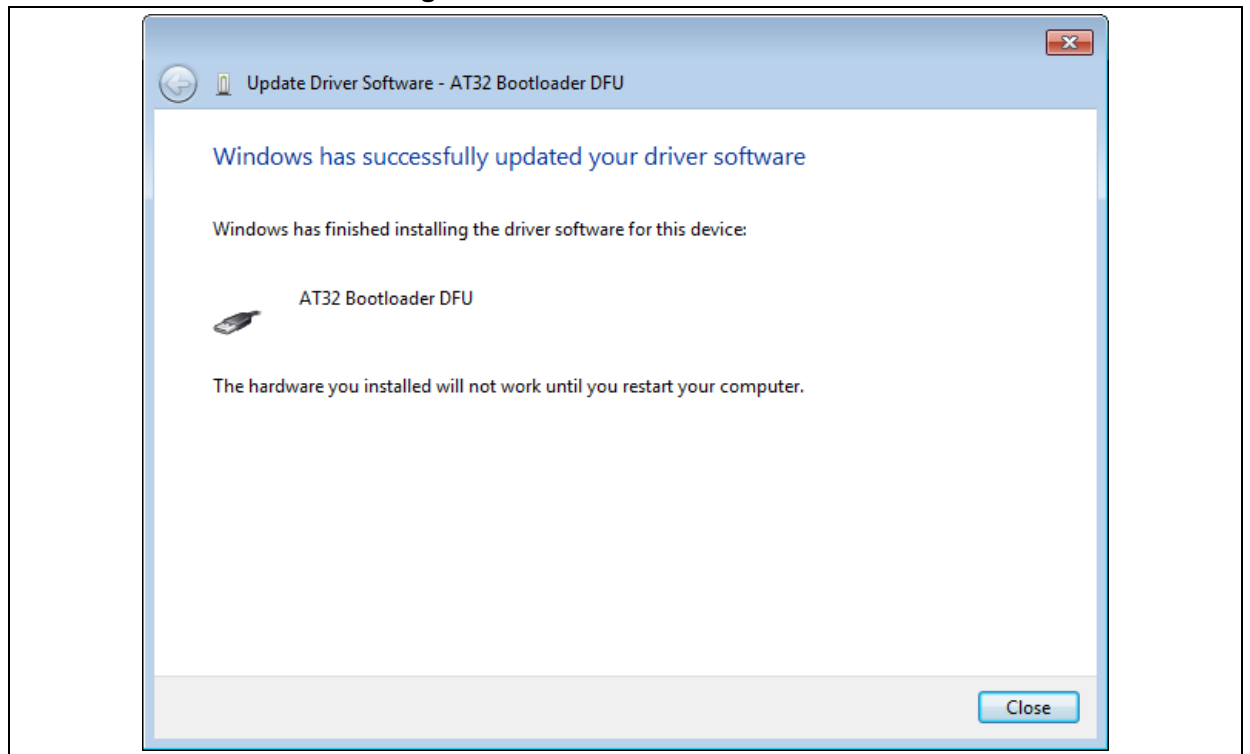 Update Driver Software - AT32 Bootloader DFU
Windows has successfully updated your driver software
Windows has finished installing the driver software for this device:
AT32 Bootloader DFU
The hardware you installed will not work until you restart your computer.
Close